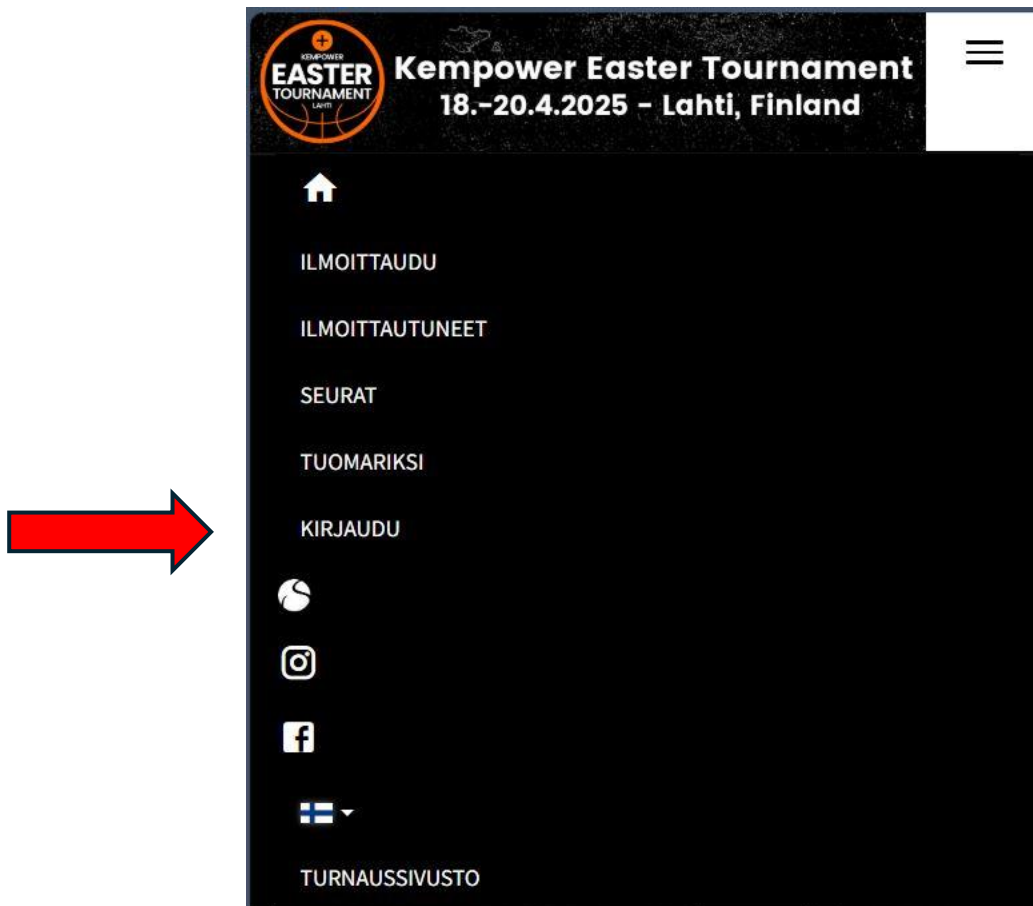 KEMPOWER
EASTER
TOURNAMENT
LAHTI
Kempower Easter Tournament
18.-20.4.2025 - Lahti, Finland
ILMOITTAUDU
ILMOITTAUTUNEET
SEURAT
TUOMARIKSI
KIRJAUDU
TURNAUSSIVUSTO